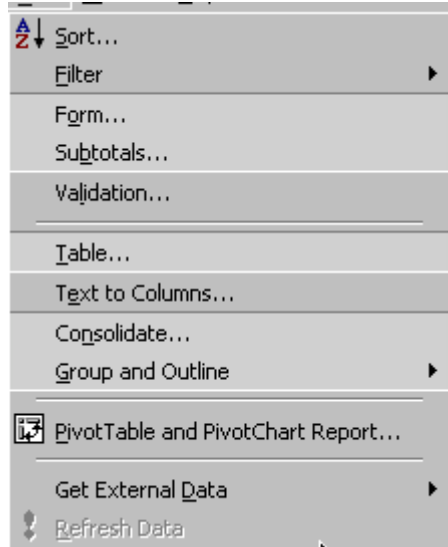 Sort...
Filter
Form...
Subtotals...
Validation...
Table...
Text to Columns...
Consolidate...
Group and Outline
PivotTable and PivotChart Report...
Get External Data
Refresh Data